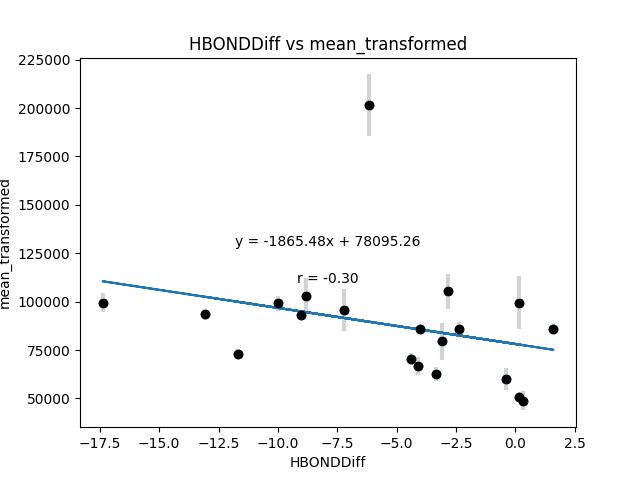 HBONDDiff vs mean_transformed
225000
200000
175000
150000
125000
100000
75000
50000
mean_transformed
y = -1865.48x + 78095.26
r = -0.30
−17.5 −15.0 −12.5 −10.0 −7.5 −5.0 −2.5 0.0 2.5
HBONDDiff